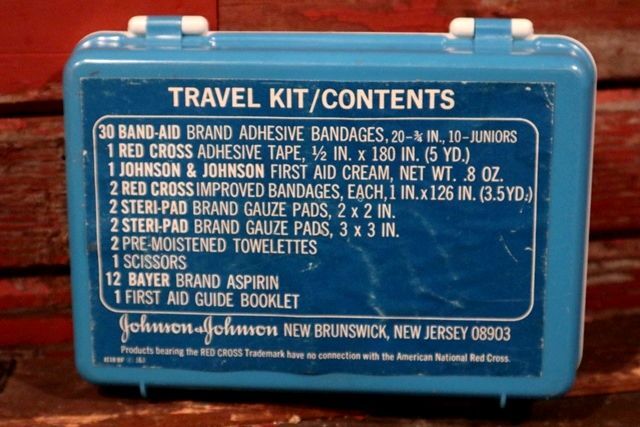 TRAVEL KIT/CONTENTS
30 BAND-AID BRAND ADHESIVE BANDAGES, 20-¾ IN., 10-JUNIORS
1 RED CROSS ADHESIVE TAPE, ½ IN. x 180 IN. (5 YD.)
1 JOHNSON & JOHNSON FIRST AID CREAM, NET WT. .8 OZ.
2 RED CROSS IMPROVED BANDAGES, EACH, 1 IN. x 126 IN. (3.5 YD.)
2 STERI-PAD BRAND GAUZE PADS, 2 x 2 IN.
2 STERI-PAD BRAND GAUZE PADS, 3 x 3 IN.
2 PRE-MOISTENED TOWELETTES
1 SCISSORS
12 BAYER BRAND ASPIRIN
1 FIRST AID GUIDE BOOKLET
Johnson & Johnson NEW BRUNSWICK, NEW JERSEY 08903
Products bearing the RED CROSS Trademark have no connection with the American National Red Cross.